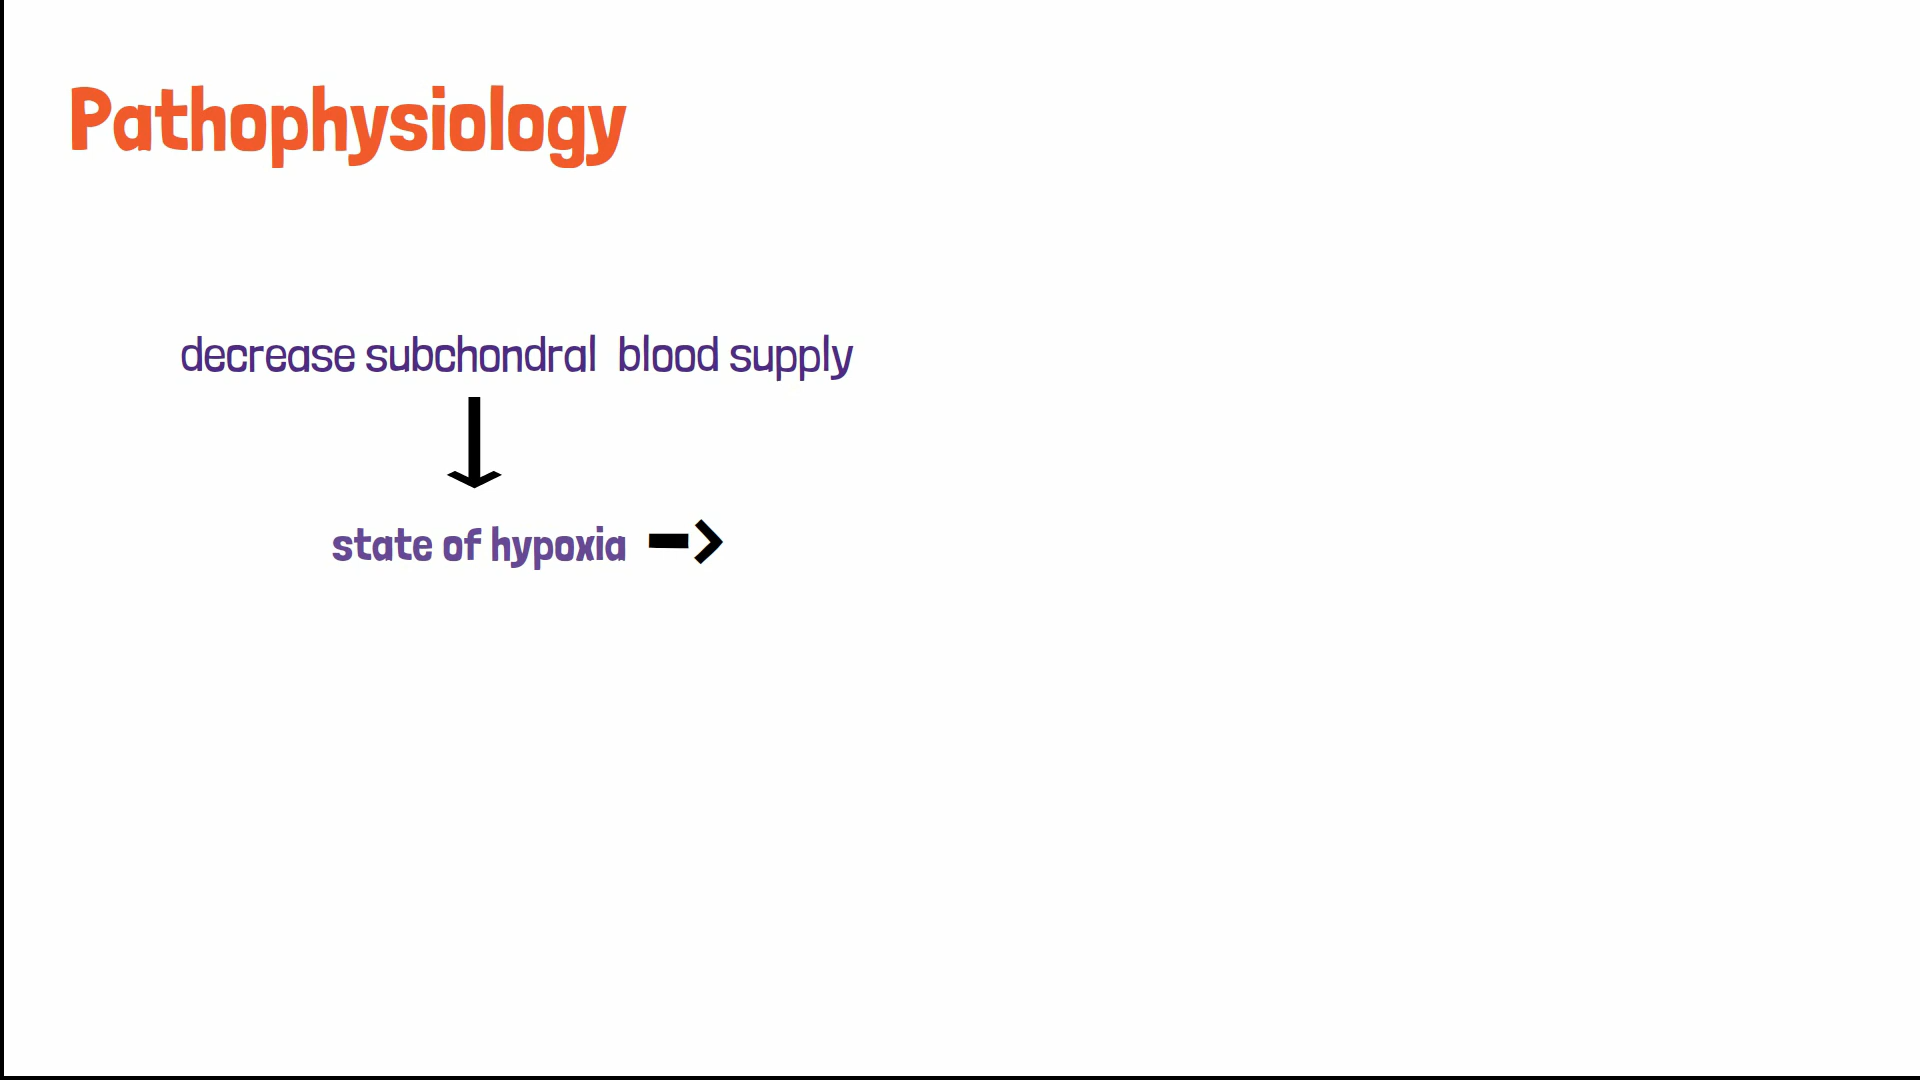 Pathophysiology
decrease subchondral blood supply
↓
state of hypoxia ->